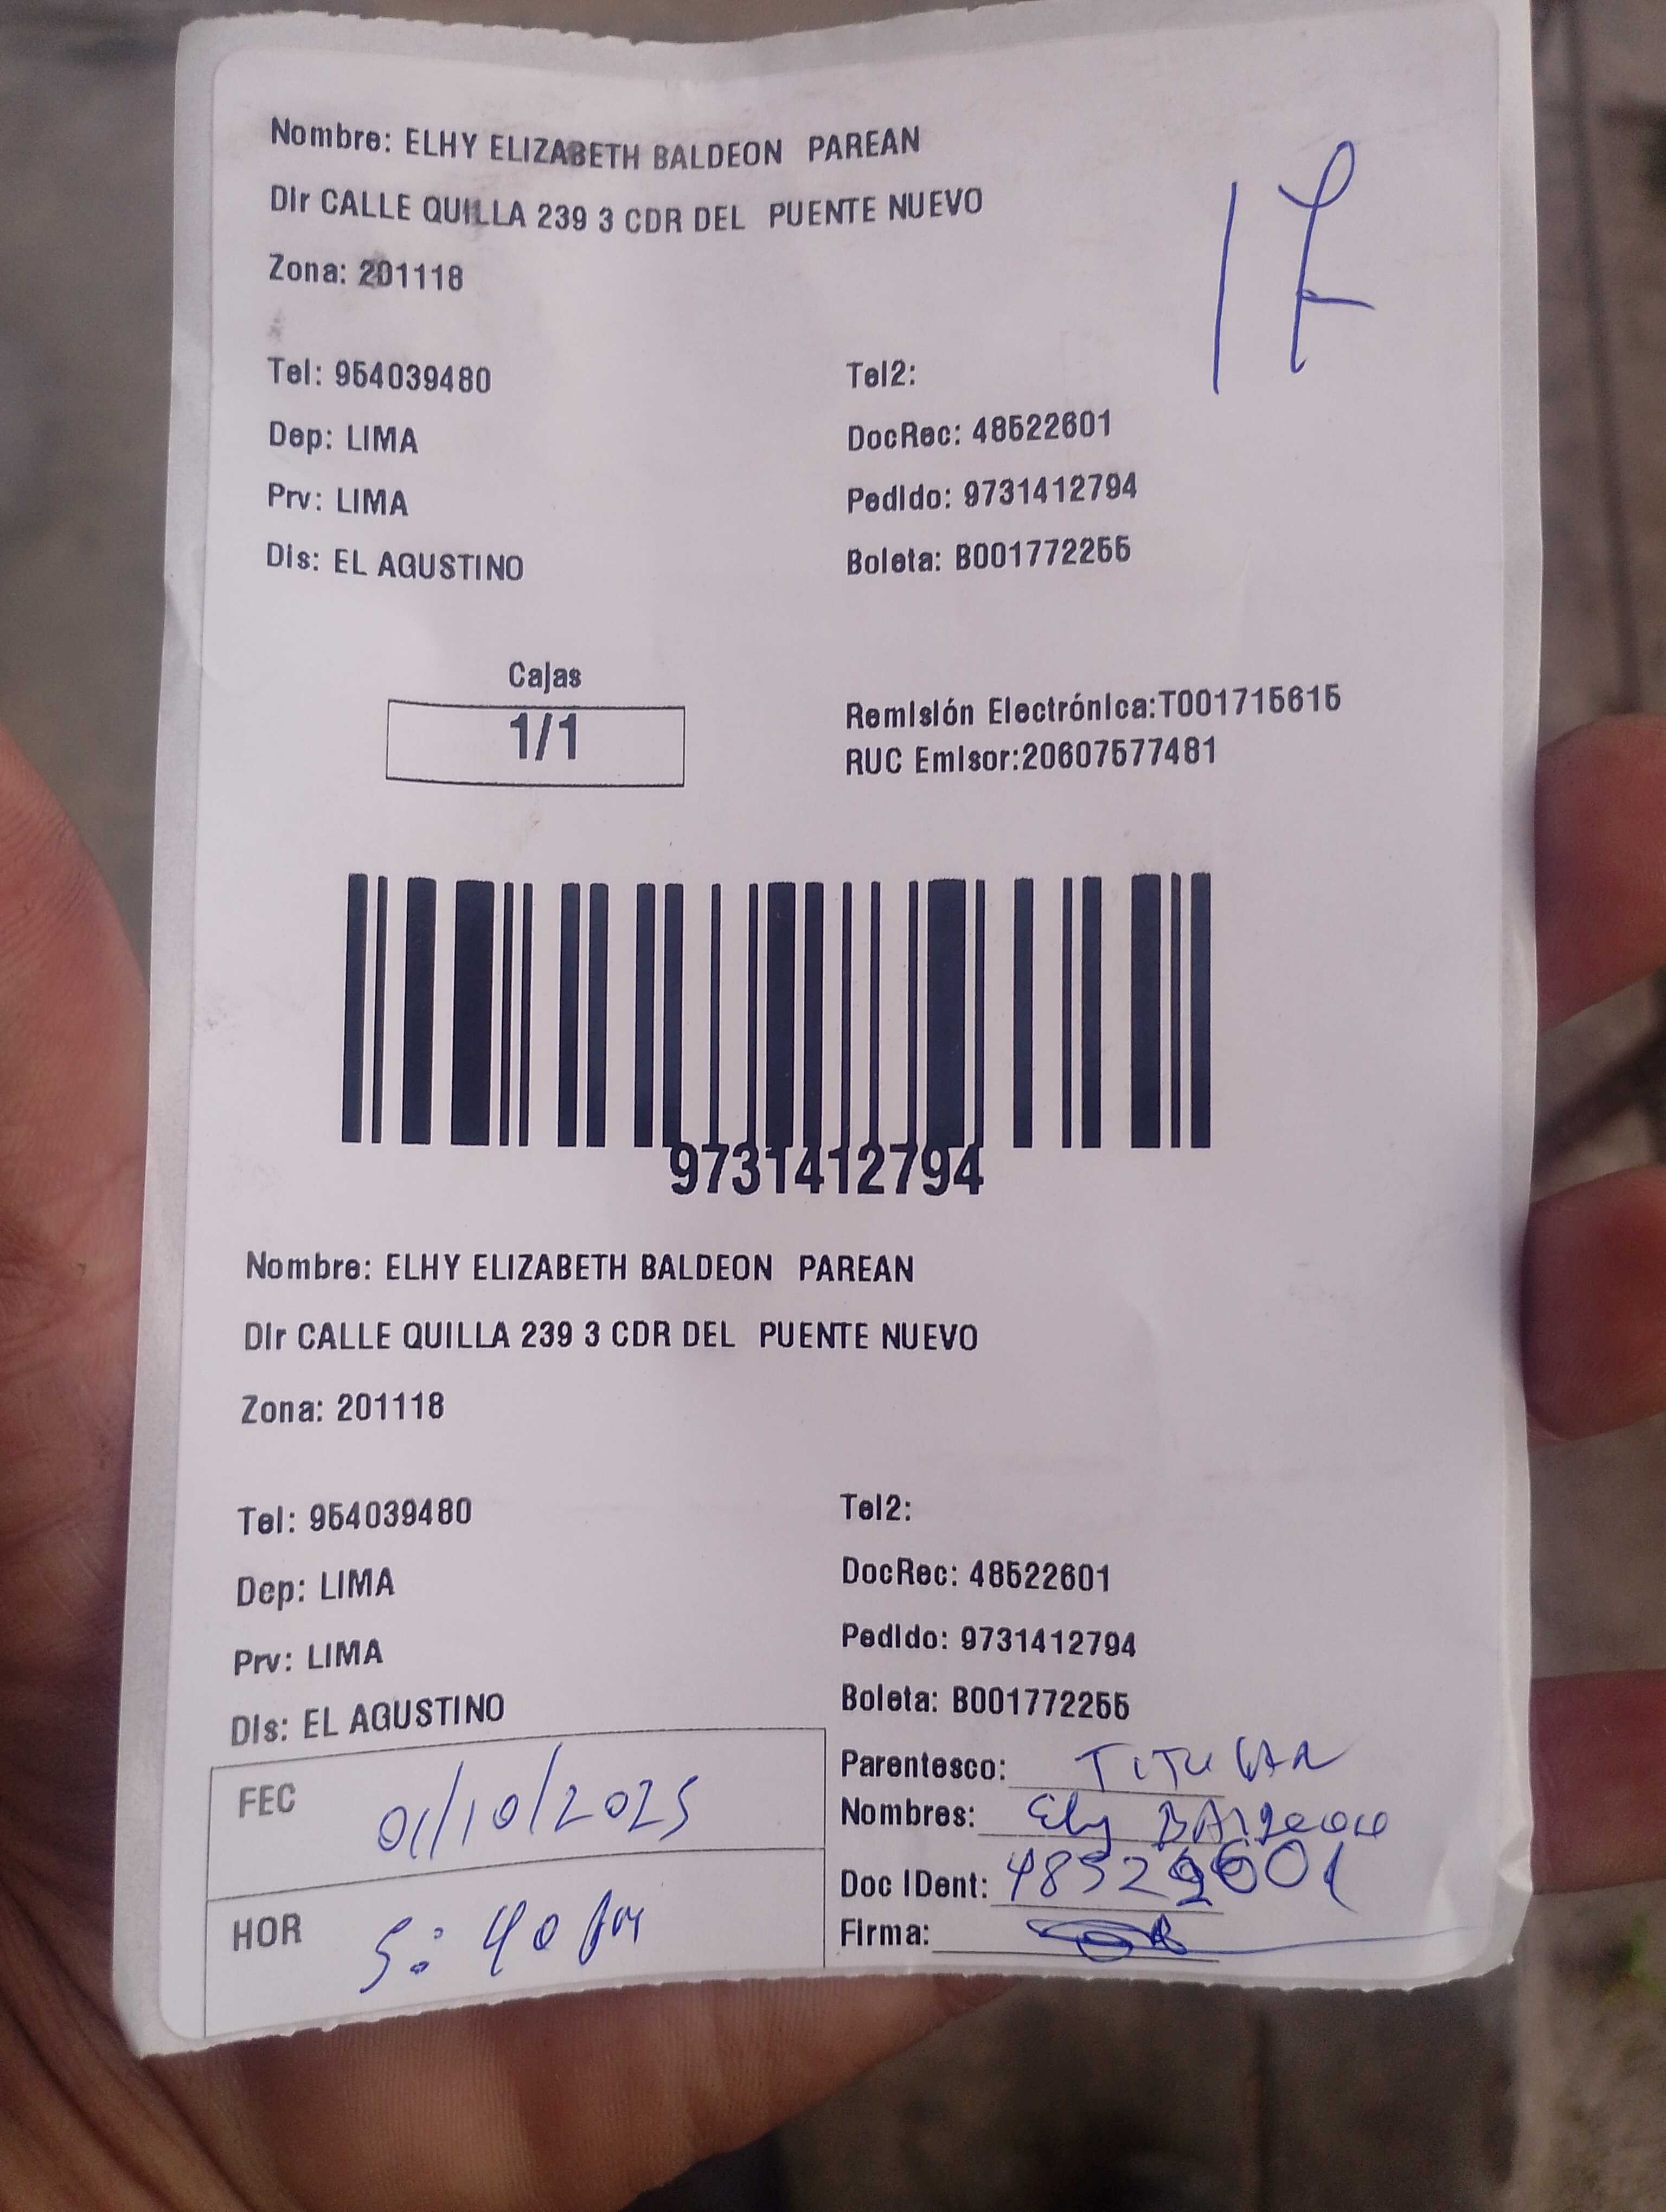 Nombre: ELHY ELIZABETH BALDEON PAREAN
Dir CALLE QUILLA 239 3 CDR DEL PUENTE NUEVO
Zona: 201118
Tel: 954039480 Tel2:
Dep: LIMA DocRec: 48522601
Prv: LIMA Pedido: 9731412794
Dis: EL AGUSTINO Boleta: B001772255
Cajas
1/1
Remisión Electrónica:T001715615
RUC Emisor:20607577481
9731412794
Nombre: ELHY ELIZABETH BALDEON PAREAN
Dir CALLE QUILLA 239 3 CDR DEL PUENTE NUEVO
Zona: 201118
Tel: 954039480 Tel2:
Dep: LIMA DocRec: 48522601
Prv: LIMA Pedido: 9731412794
Dis: EL AGUSTINO Boleta: B001772255
FEC 01/10/2025
HOR 5:40 pm
Parentesco: TITULAR
Nombres: Ely BALDEON
Doc IDent: 48522601
Firma: